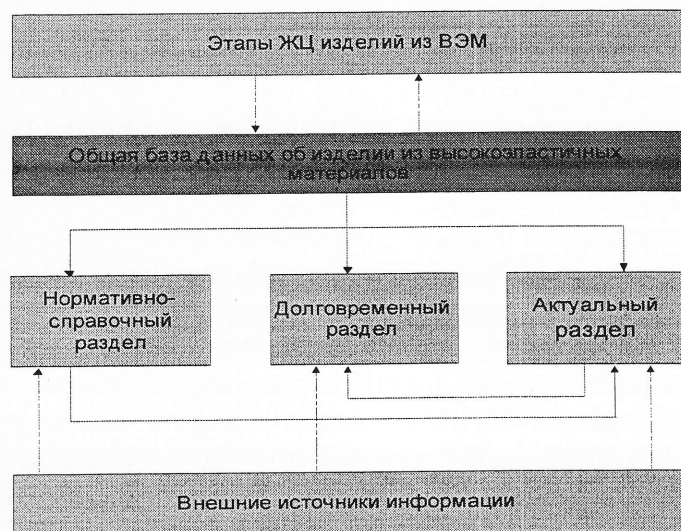 Этапы ЖЦ изделий из ВЭМ
Общая база данных об изделии из высокоэластичных
материалов
Нормативно-
справочный
раздел
Долговременный
раздел
Актуальный
раздел
Внешние источники информации